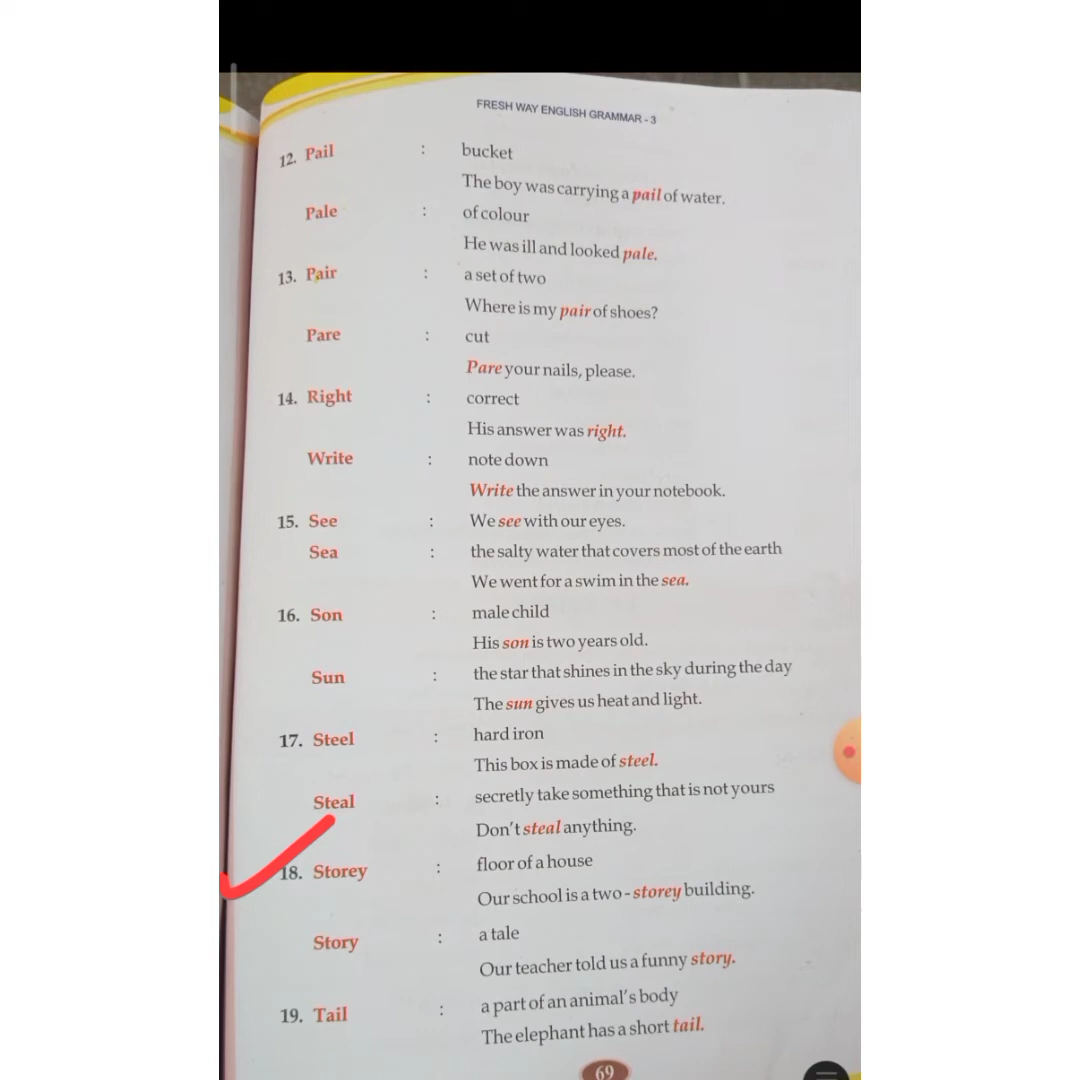 FRESH WAY ENGLISH GRAMMAR - 3
12. Pail : bucket
The boy was carrying a pail of water.
Pale : of colour
He was ill and looked pale.
13. Pair : a set of two
Where is my pair of shoes?
Pare : cut
Pare your nails, please.
14. Right : correct
His answer was right.
Write : note down
Write the answer in your notebook.
15. See : We see with our eyes.
Sea : the salty water that covers most of the earth
We went for a swim in the sea.
16. Son : male child
His son is two years old.
Sun : the star that shines in the sky during the day
The sun gives us heat and light.
17. Steel : hard iron
This box is made of steel.
Steal : secretly take something that is not yours
Don't steal anything.
18. Storey : floor of a house
Our school is a two - storey building.
Story : a tale
Our teacher told us a funny story.
19. Tail : a part of an animal's body
The elephant has a short tail.
69